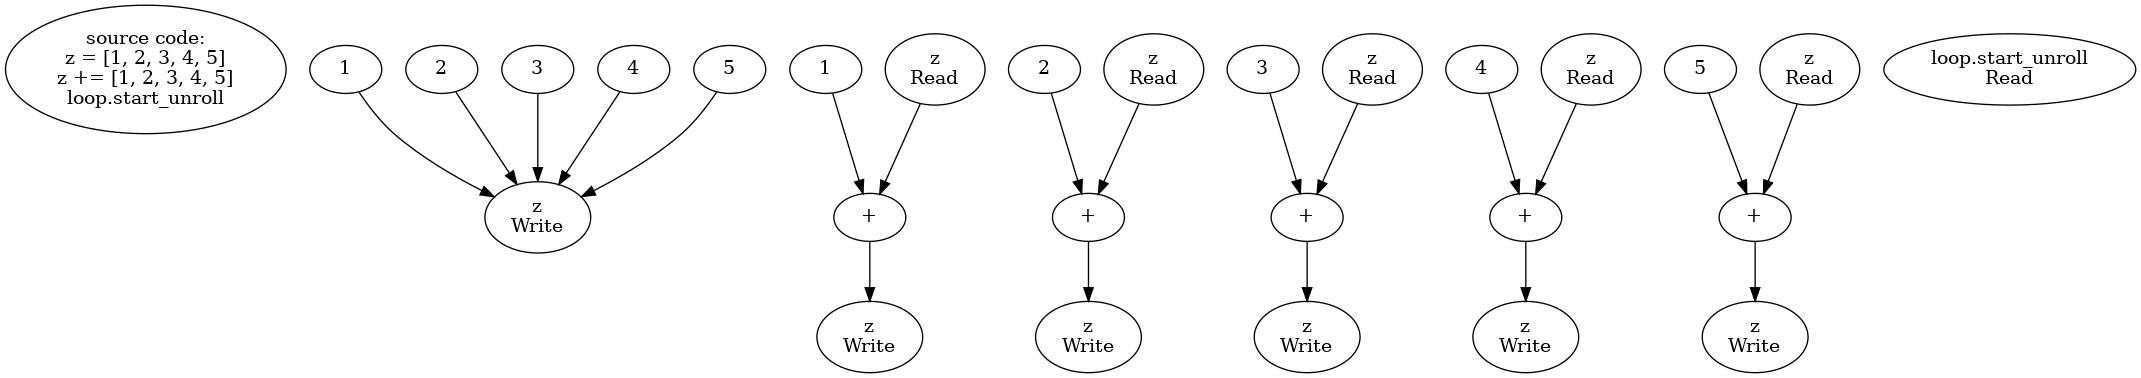 source code:
z = [1, 2, 3, 4, 5]
z += [1, 2, 3, 4, 5]
loop.start_unroll
1
2
3
4
5
z
Write
1
z
Read
+
z
Write
2
z
Read
+
z
Write
3
z
Read
+
z
Write
4
z
Read
+
z
Write
5
z
Read
+
z
Write
loop.start_unroll
Read